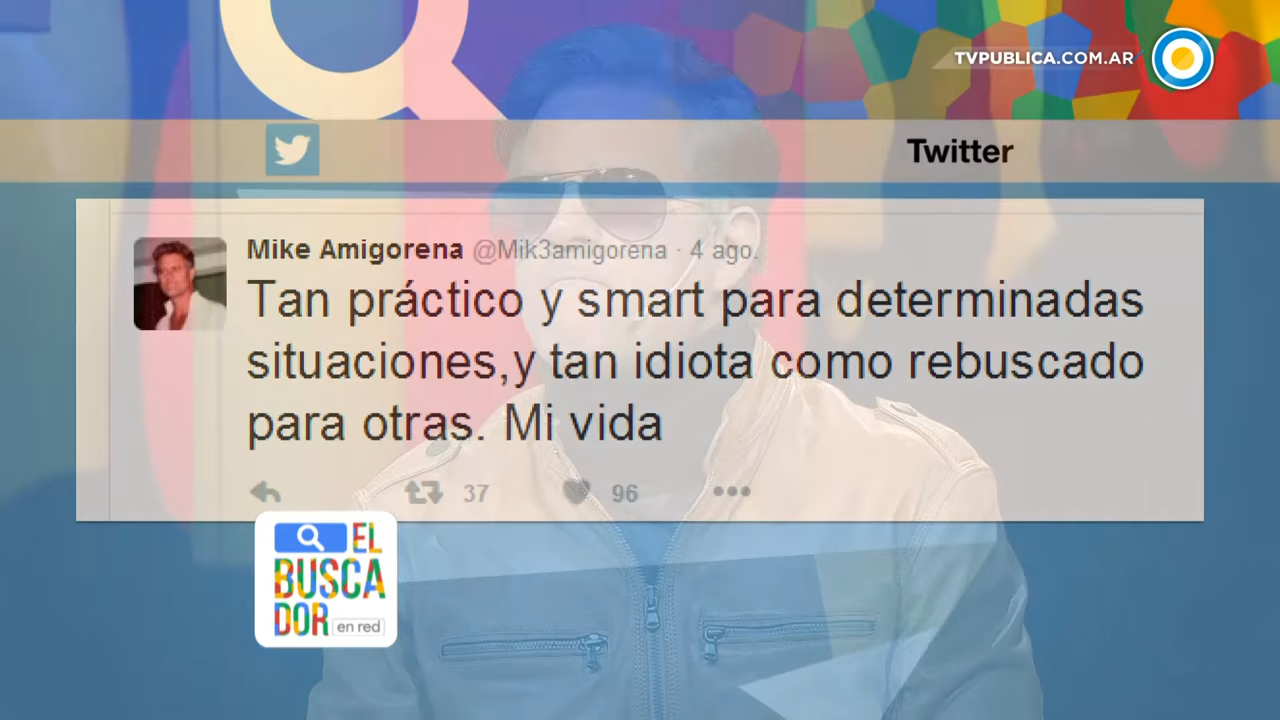 TVPUBLICA.COM.AR
Twitter
Mike Amigorena @Mik3amigorena · 4 ago.
Tan práctico y smart para determinadas
situaciones,y tan idiota como rebuscado
para otras. Mi vida
37 96
EL
BUSCA
DOR en red